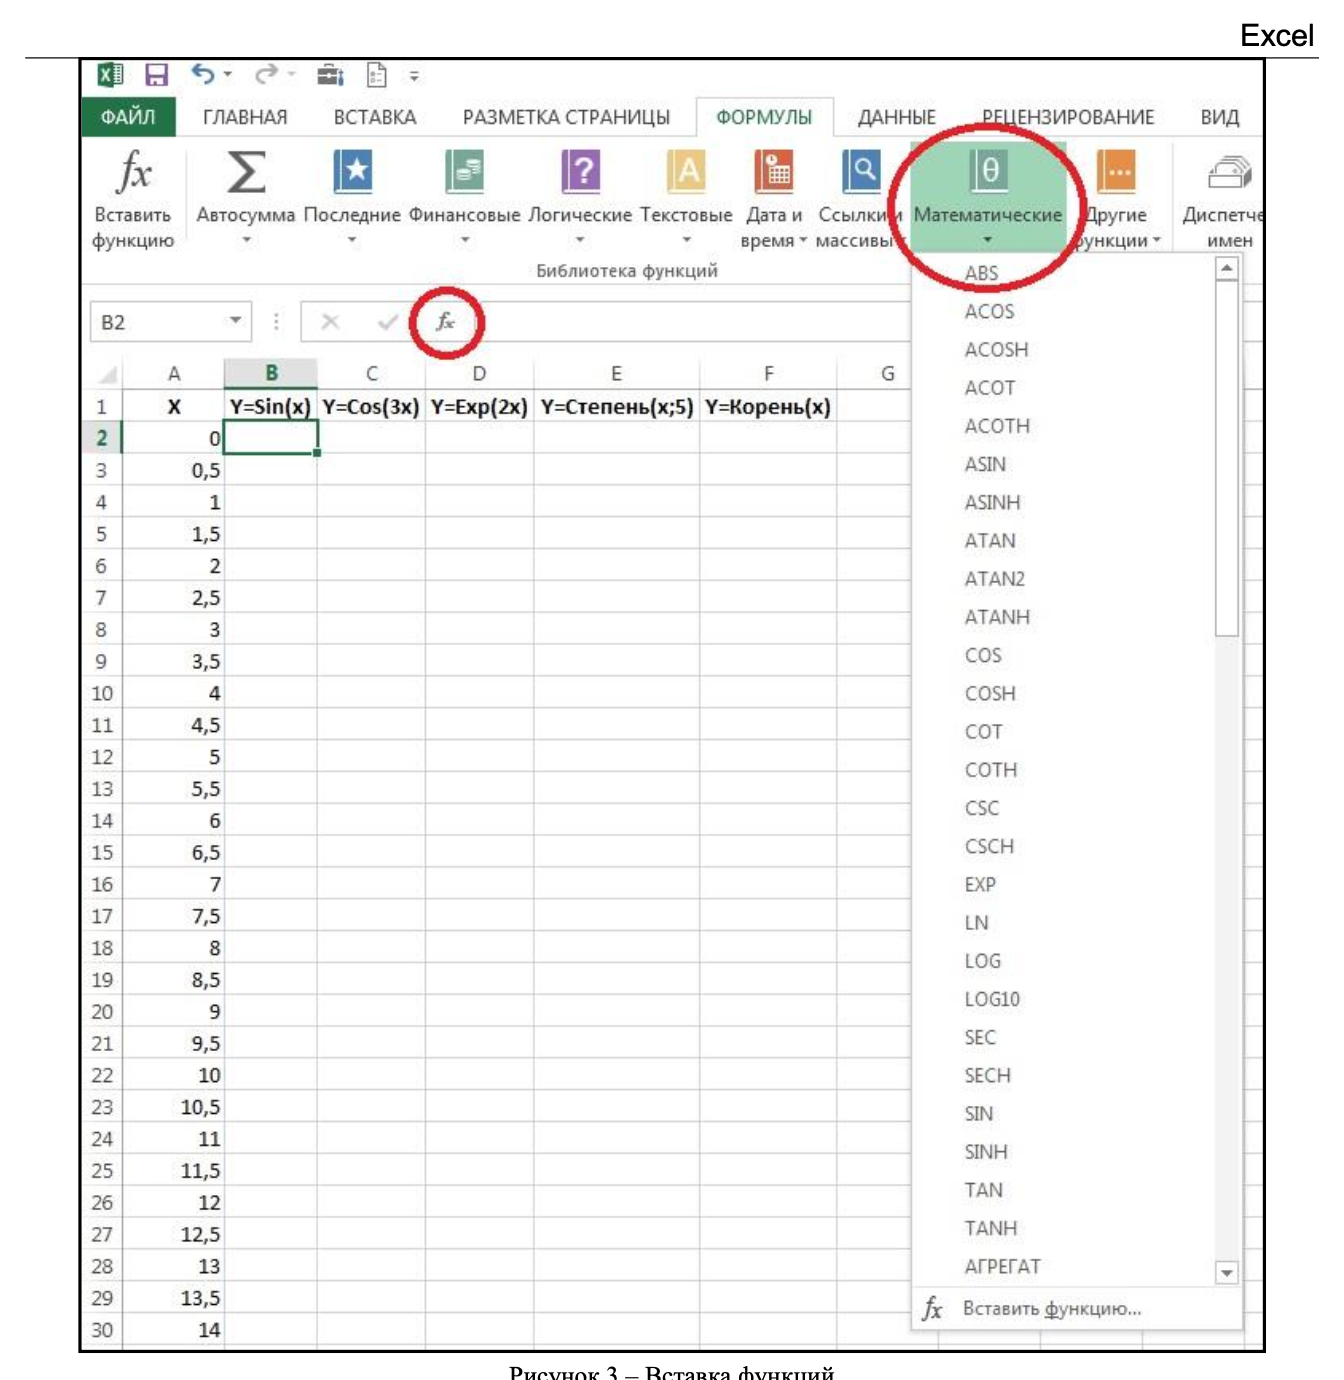 Excel
ФАЙЛ ГЛАВНАЯ ВСТАВКА РАЗМЕТКА СТРАНИЦЫ ФОРМУЛЫ ДАННЫЕ РЕЦЕНЗИРОВАНИЕ ВИД
Вставить функцию
Автосумма
Последние
Финансовые
Логические
Текстовые
Дата и время
Ссылки и массивы
Математические
Другие функции
Диспетче
имен
Библиотека функций
B2
fx
A B C D E F G
1 X Y=Sin(x) Y=Cos(3x) Y=Exp(2x) Y=Степень(x;5) Y=Корень(x)
2 0
3 0,5
4 1
5 1,5
6 2
7 2,5
8 3
9 3,5
10 4
11 4,5
12 5
13 5,5
14 6
15 6,5
16 7
17 7,5
18 8
19 8,5
20 9
21 9,5
22 10
23 10,5
24 11
25 11,5
26 12
27 12,5
28 13
29 13,5
30 14
ABS
ACOS
ACOSH
ACOT
ACOTH
ASIN
ASINH
ATAN
ATAN2
ATANH
COS
COSH
COT
COTH
CSC
CSCH
EXP
LN
LOG
LOG10
SEC
SECH
SIN
SINH
TAN
TANH
АГРЕГАТ
fx Вставить функцию...
Рисунок 3 – Вставка функций